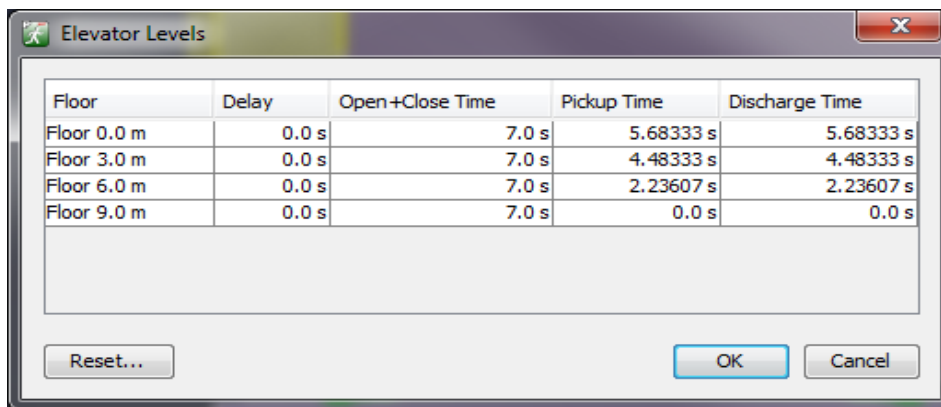 Elevator Levels
Floor Delay Open+Close Time Pickup Time Discharge Time
Floor 0.0 m 0.0 s 7.0 s 5.68333 s 5.68333 s
Floor 3.0 m 0.0 s 7.0 s 4.48333 s 4.48333 s
Floor 6.0 m 0.0 s 7.0 s 2.23607 s 2.23607 s
Floor 9.0 m 0.0 s 7.0 s 0.0 s 0.0 s
Reset... OK Cancel